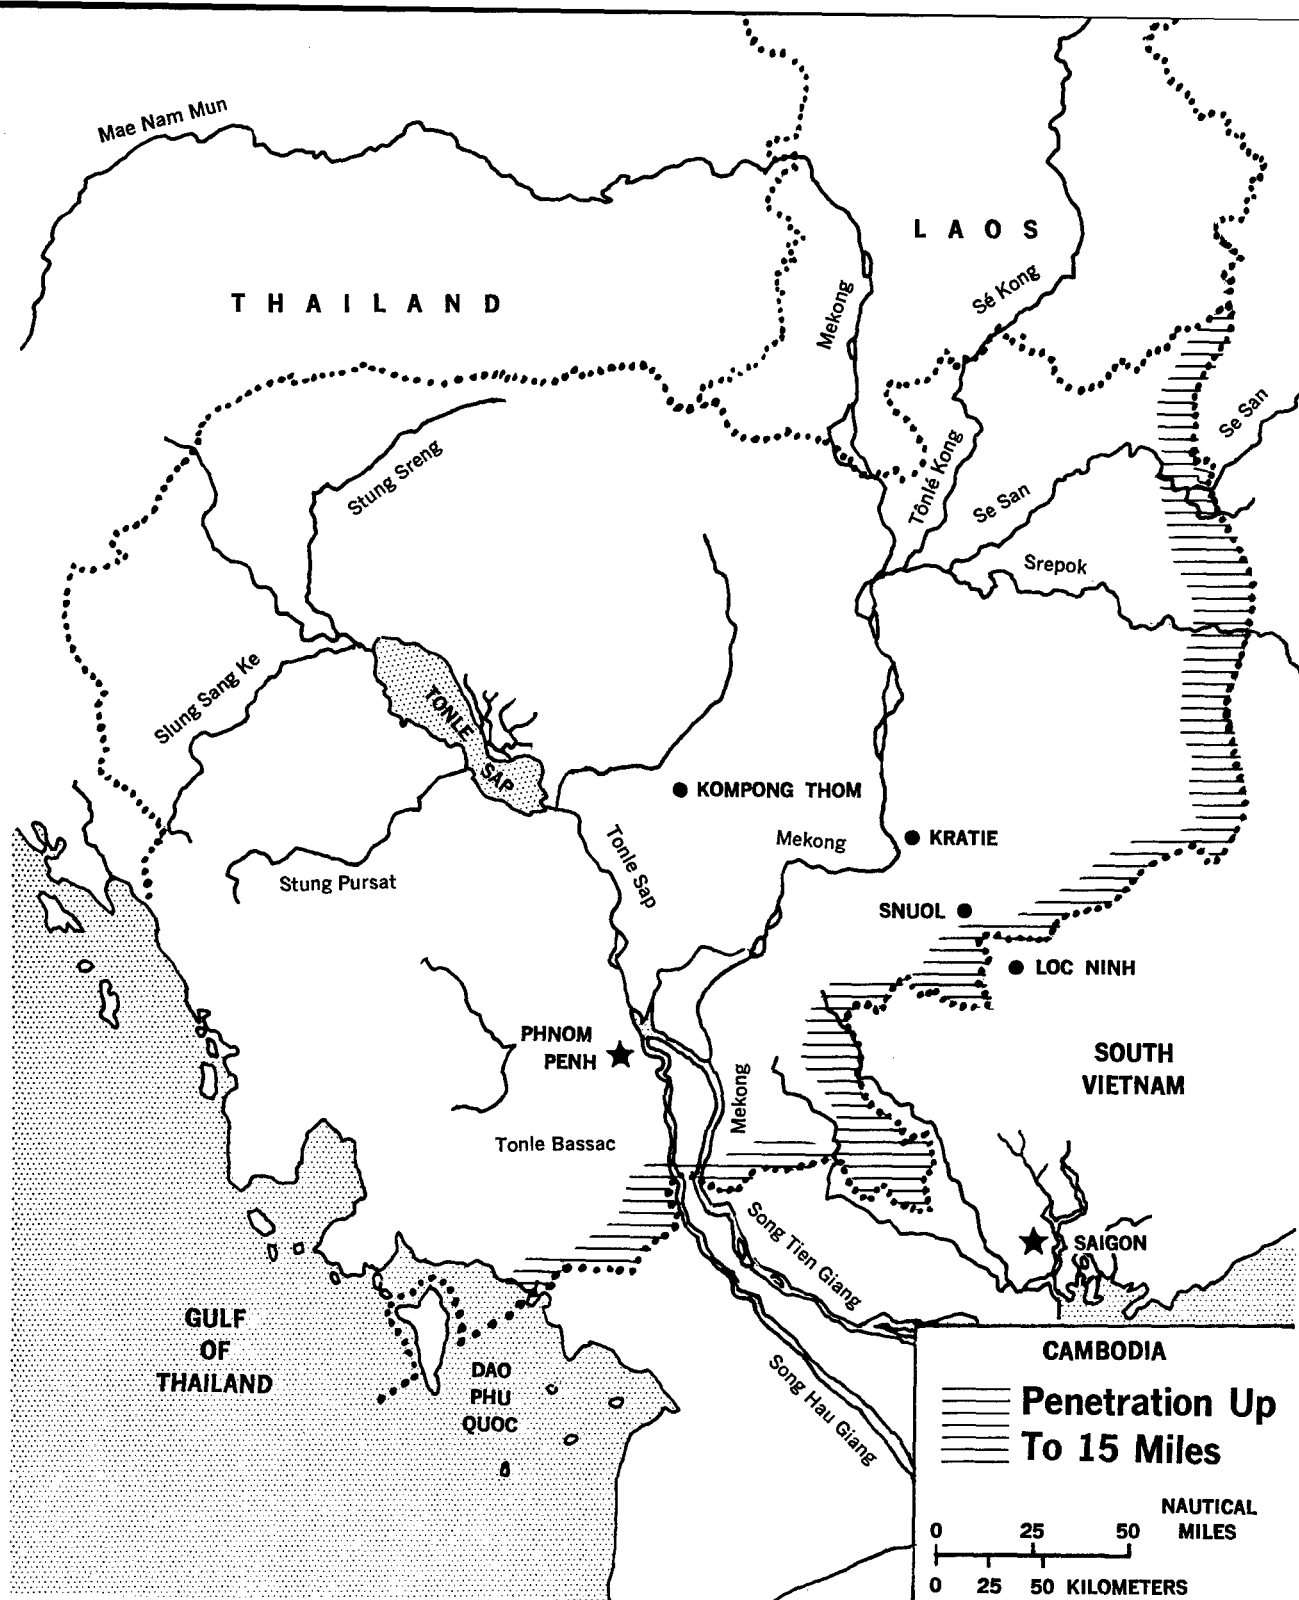 Mae Nam Mun
LAOS
THAILAND
Sé Kong
Mekong
Se San
Stung Sreng
Tônlé Kong
Se San
Srepok
Slung Sang Ke
TONLE
SAP
KOMPONG THOM
Tonle Sap
Mekong
KRATIE
Stung Pursat
SNUOL
LOC NINH
PHNOM
PENH
SOUTH
VIETNAM
Mekong
Tonle Bassac
Song Tien Giang
SAIGON
GULF
OF
THAILAND
DAO
PHU
QUOC
Song Hau Giang
CAMBODIA
Penetration Up
To 15 Miles
NAUTICAL
MILES
0 25 50
0 25 50 KILOMETERS